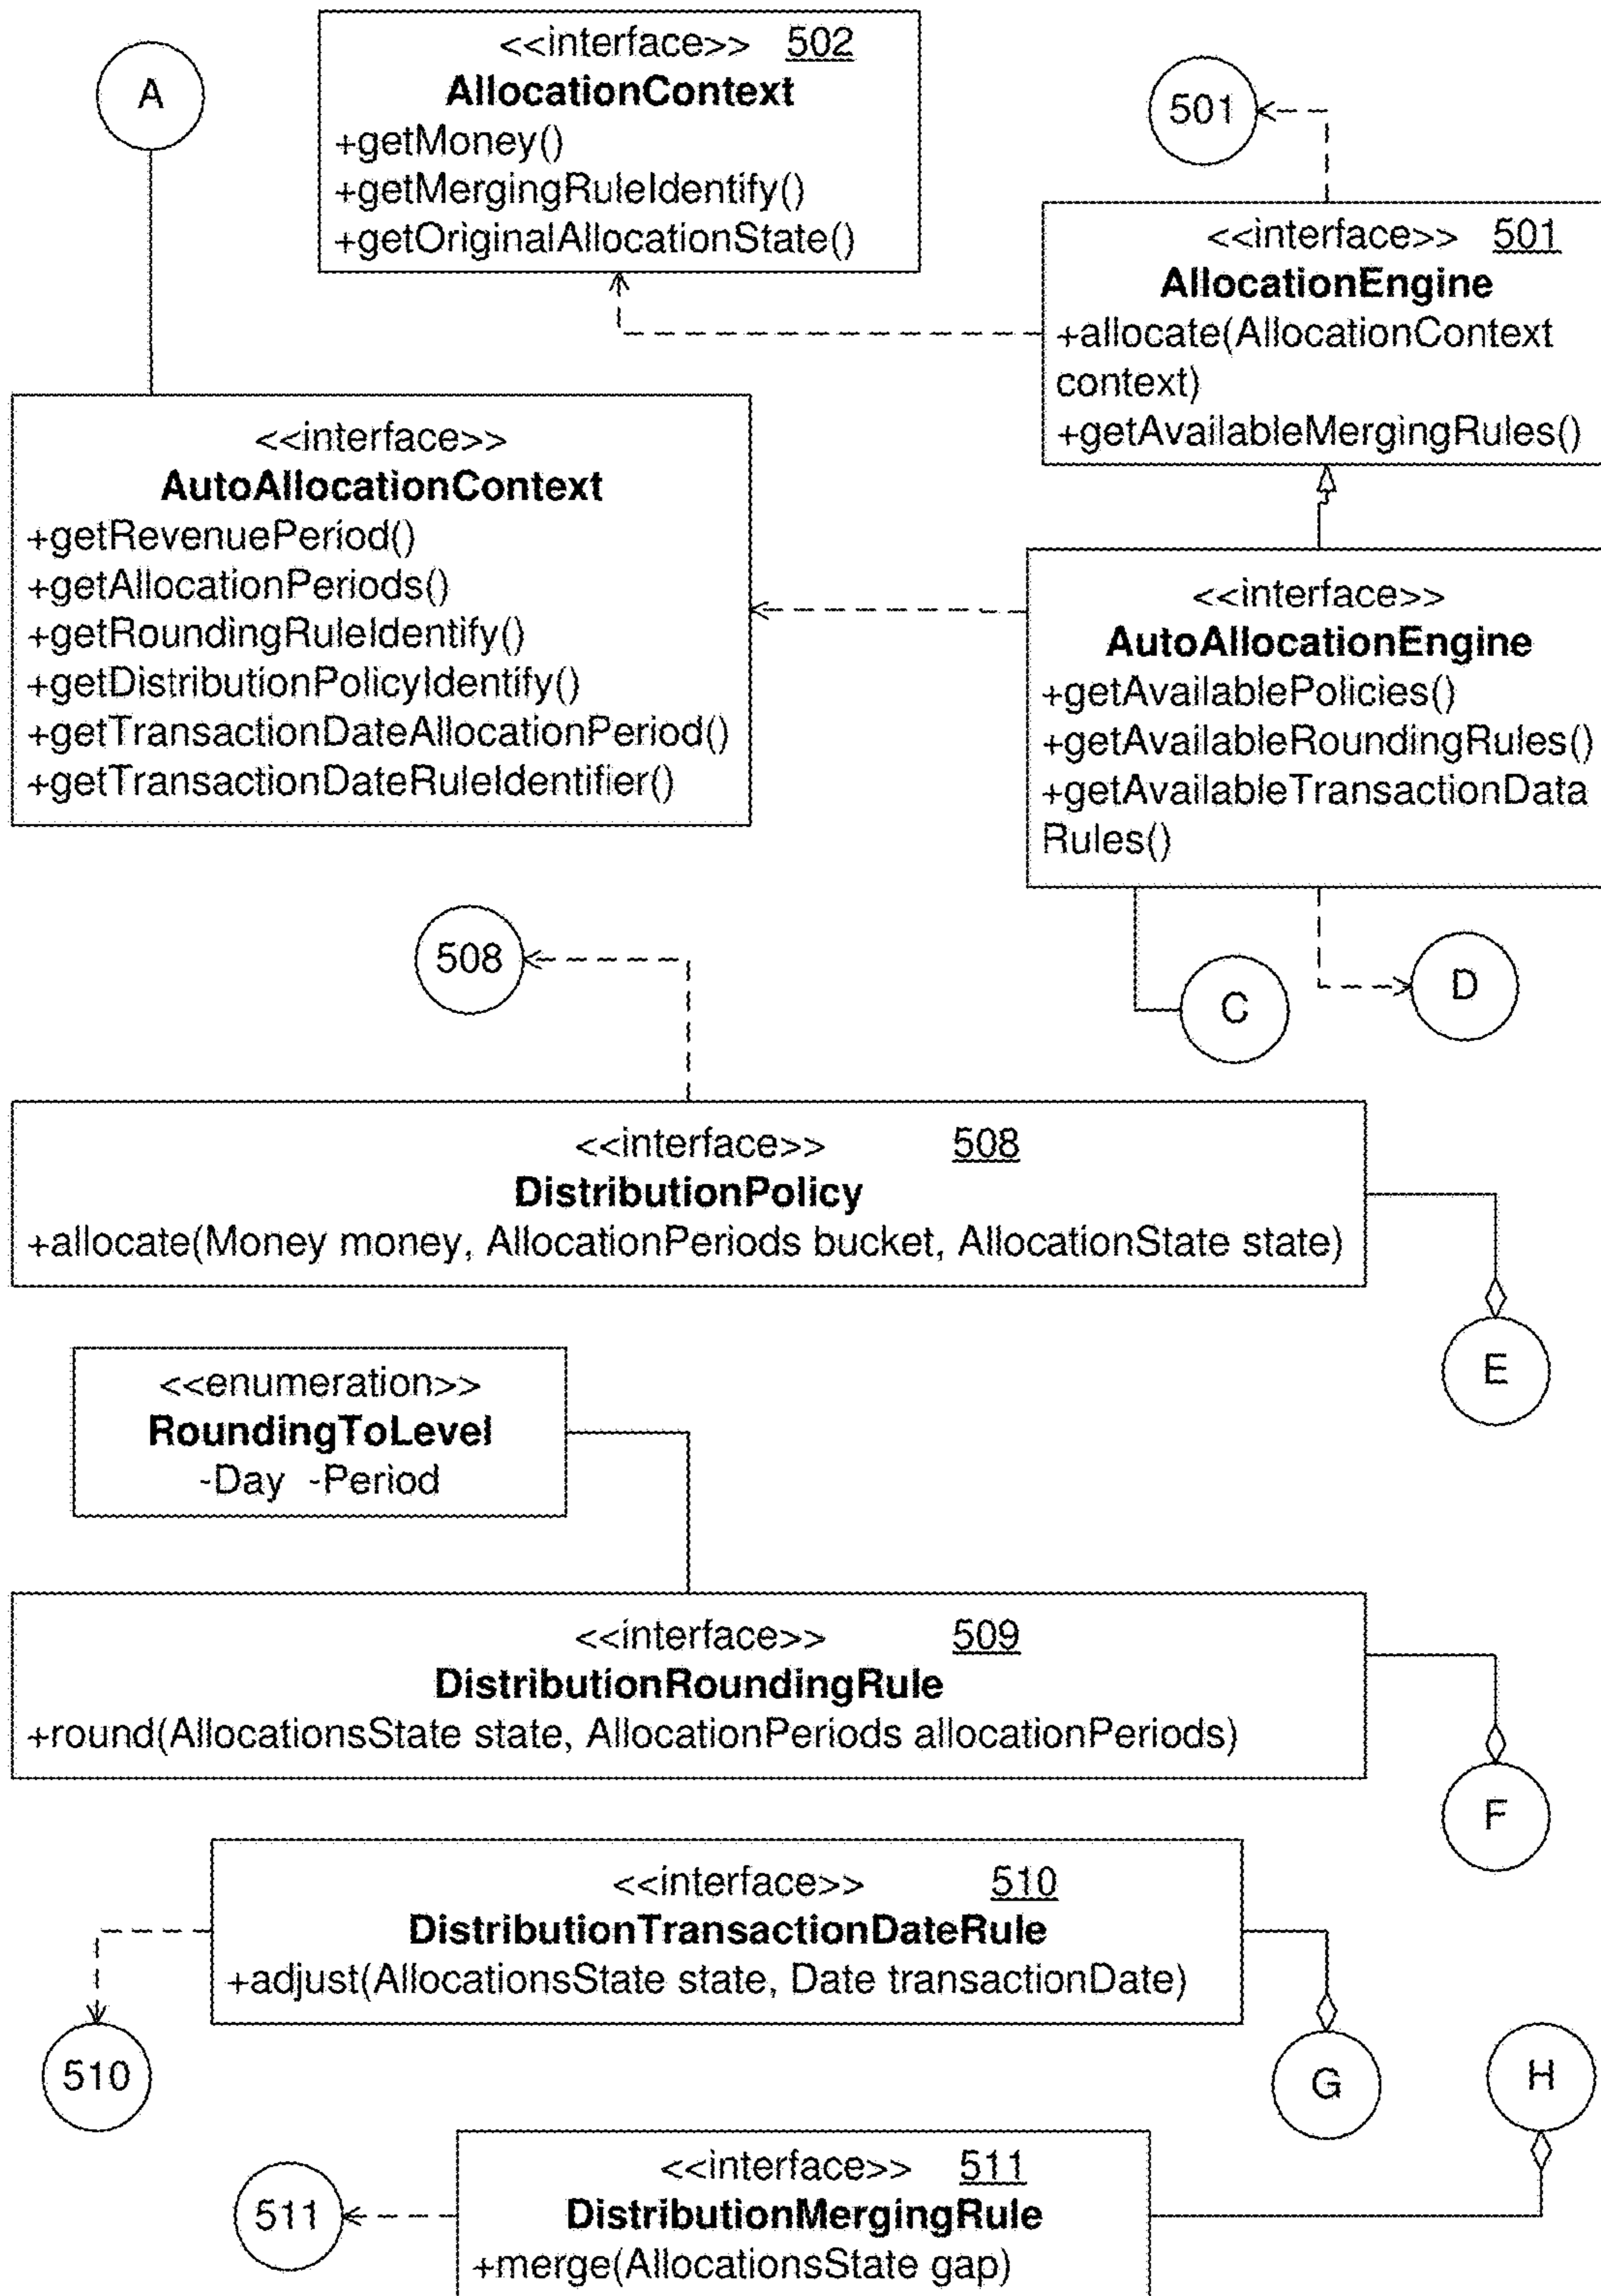 <<interface>> 502
AllocationContext
+getMoney()
+getMergingRuleIdentify()
+getOriginalAllocationState()
A
501
<<interface>> 501
AllocationEngine
+allocate(AllocationContext
context)
+getAvailableMergingRules()
<<interface>>
AutoAllocationContext
+getRevenuePeriod()
+getAllocationPeriods()
+getRoundingRuleIdentify()
+getDistributionPolicyIdentify()
+getTransactionDateAllocationPeriod()
+getTransactionDateRuleIdentifier()
<<interface>>
AutoAllocationEngine
+getAvailablePolicies()
+getAvailableRoundingRules()
+getAvailableTransactionData
Rules()
508
C
D
<<interface>> 508
DistributionPolicy
+allocate(Money money, AllocationPeriods bucket, AllocationState state)
E
<<enumeration>>
RoundingToLevel
-Day -Period
<<interface>> 509
DistributionRoundingRule
+round(AllocationsState state, AllocationPeriods allocationPeriods)
F
<<interface>> 510
DistributionTransactionDateRule
+adjust(AllocationsState state, Date transactionDate)
510
G
H
<<interface>> 511
DistributionMergingRule
+merge(AllocationsState gap)
511